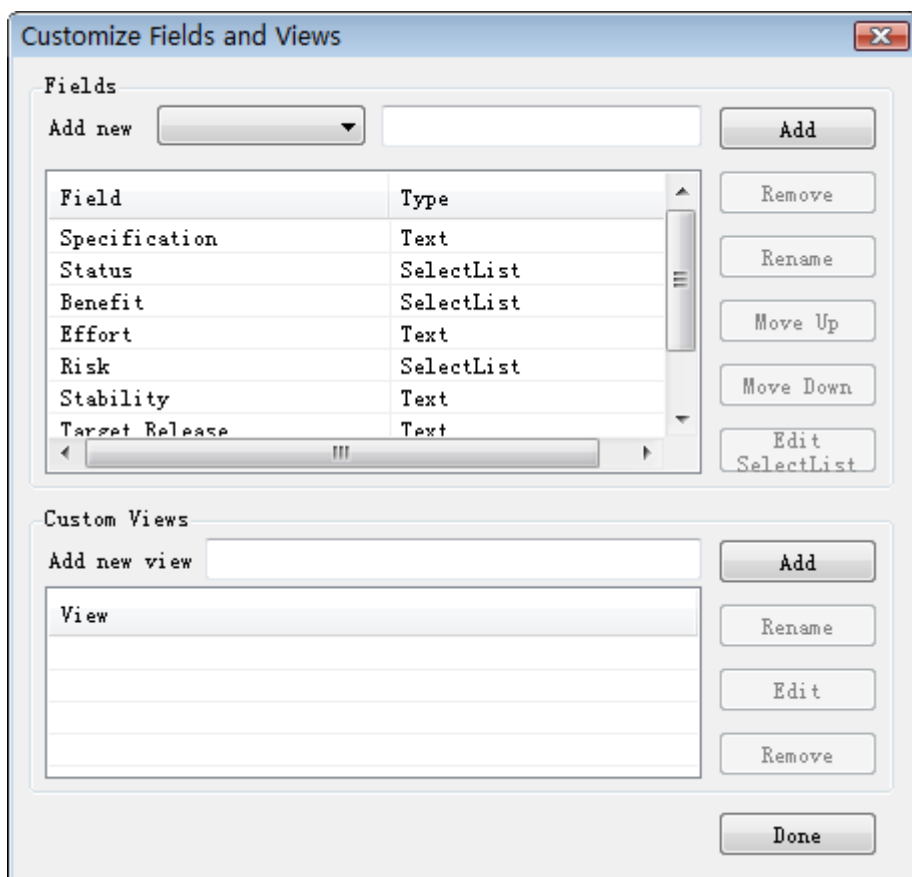 Customize Fields and Views
Fields
Add new
Add
Field Type
Remove
Specification Text
Status SelectList
Rename
Benefit SelectList
Effort Text
Move Up
Risk SelectList
Stability Text
Move Down
Target Release Text
Edit
SelectList
Custom Views
Add new view
Add
View
Rename
Edit
Remove
Done